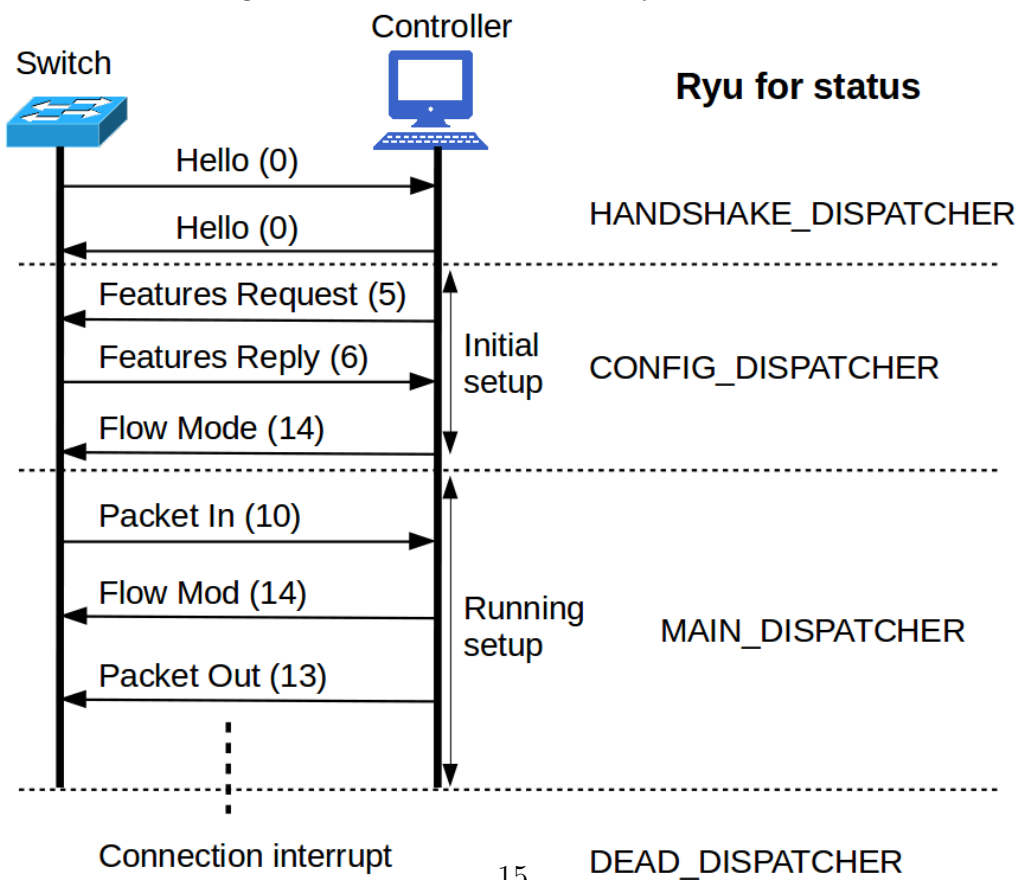 Controller
Switch
Ryu for status
Hello (0)
HANDSHAKE_DISPATCHER
Hello (0)
Features Request (5)
Initial
setup
Features Reply (6)
CONFIG_DISPATCHER
Flow Mode (14)
Packet In (10)
Flow Mod (14)
Running
setup
MAIN_DISPATCHER
Packet Out (13)
Connection interrupt
15
DEAD_DISPATCHER